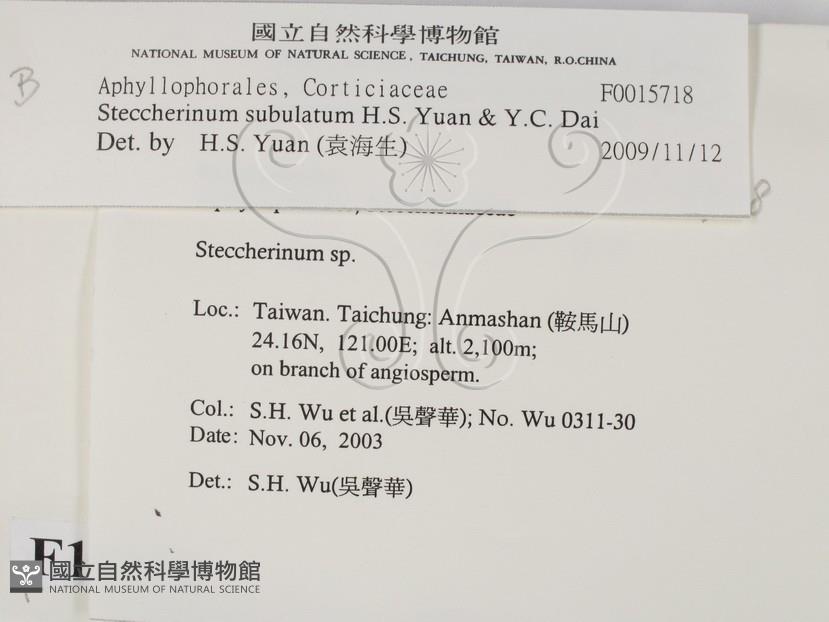 國立自然科學博物館
NATIONAL MUSEUM OF NATURAL SCIENCE, TAICHUNG, TAIWAN, R.O.CHINA
B
Aphyllophorales, Corticiaceae F0015718
Steccherinum subulatum H.S. Yuan & Y.C. Dai
Det. by H.S. Yuan (袁海生) 2009/11/12
8
Steccherinum sp.
Loc.: Taiwan. Taichung: Anmashan (鞍馬山)
24.16N, 121.00E; alt. 2,100m;
on branch of angiosperm.
Col.: S.H. Wu et al.(吳聲華); No. Wu 0311-30
Date: Nov. 06, 2003
Det.: S.H. Wu(吳聲華)
F1
國立自然科學博物館
NATIONAL MUSEUM OF NATURAL SCIENCE